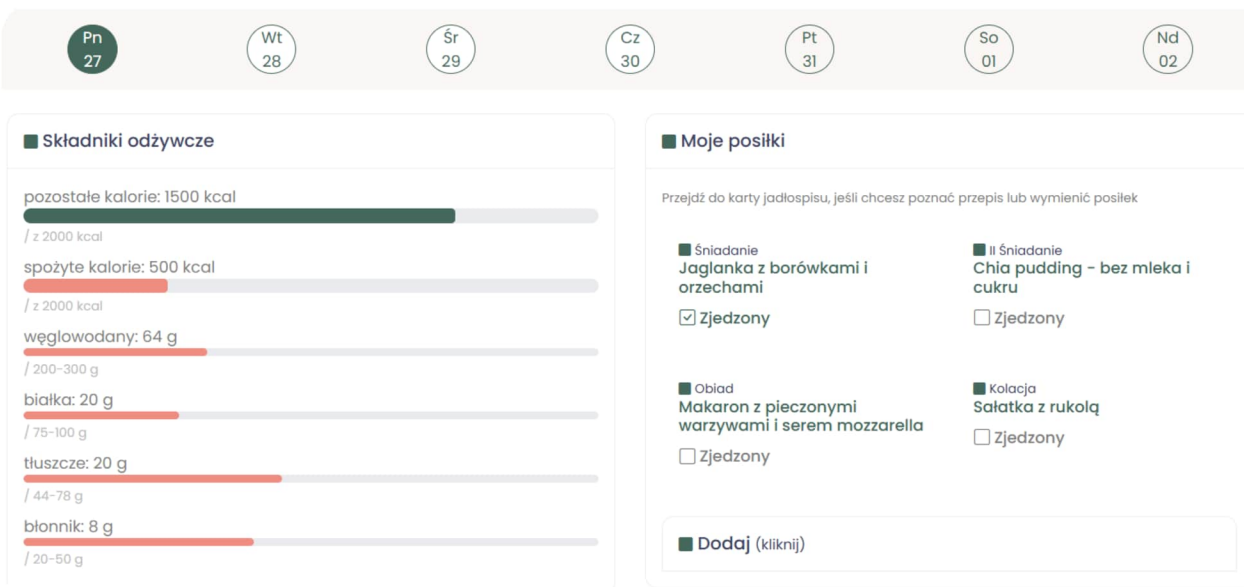 Pn
27
Wt
28
Śr
29
Cz
30
Pt
31
So
01
Nd
02
Składniki odżywcze
pozostałe kalorie: 1500 kcal
/ z 2000 kcal
spożyte kalorie: 500 kcal
/ z 2000 kcal
węglowodany: 64 g
/ 200-300 g
białka: 20 g
/ 75-100 g
tłuszcze: 20 g
/ 44-78 g
błonnik: 8 g
/ 20-50 g
Moje posiłki
Przejdź do karty jadłospisu, jeśli chcesz poznać przepis lub wymienić posiłek
Śniadanie
Jaglanka z borówkami i
orzechami
Zjedzony
II Śniadanie
Chia pudding - bez mleka i
cukru
Zjedzony
Obiad
Makaron z pieczonymi
warzywami i serem mozzarella
Zjedzony
Kolacja
Sałatka z rukolą
Zjedzony
Dodaj (kliknij)